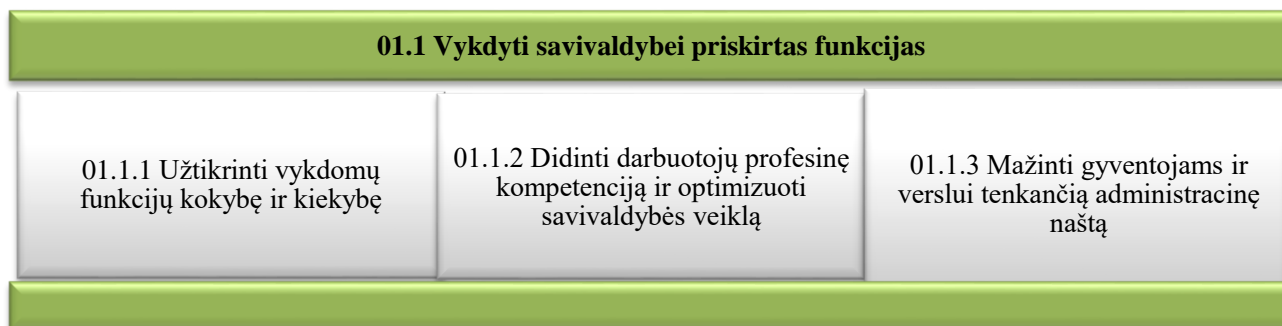 01.1 Vykdyti savivaldybei priskirtas funkcijas
01.1.1 Užtikrinti vykdomų
funkcijų kokybę ir kiekybę
01.1.2 Didinti darbuotojų profesinę
kompetenciją ir optimizuoti
savivaldybės veiklą
01.1.3 Mažinti gyventojams ir
verslui tenkančią administracinę
naštą